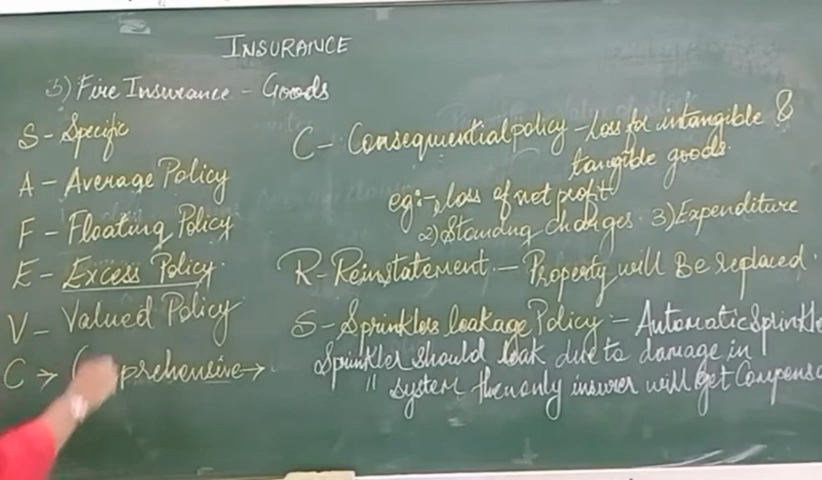 INSURANCE
3) Fire Insurance - Goods
S - Specific
A - Average Policy
F - Floating Policy
E - Excess Policy
V - Valued Policy
C → prehensive →
C - Consequential policy - Loss for intangible &
tangible goods.
eg:- loss of net profit
2) Standing charges. 3) Expenditure
R - Reinstatement - Property will Be replaced.
S - Sprinklers leakage Policy - Automatic Sprinkle
Sprinkler should leak due to damage in
" system then only insurer will get Compensa